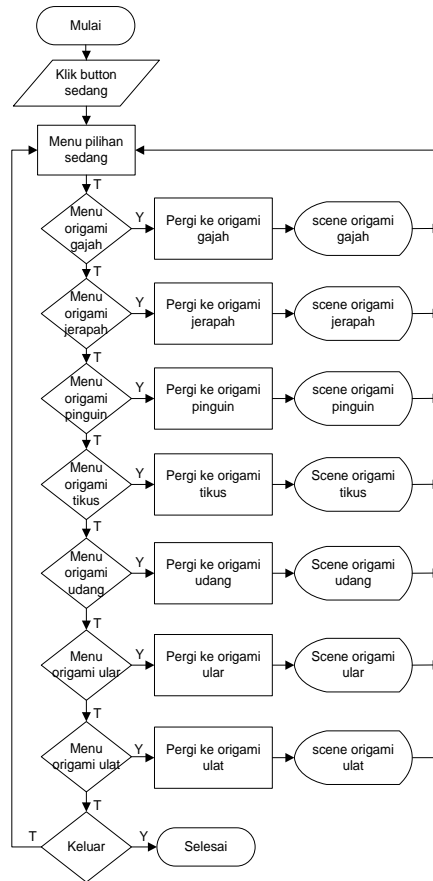 Mulai
Klik button
sedang
Menu pilihan
sedang
T
Menu
origami
gajah
Y
Pergi ke origami
gajah
scene origami
gajah
T
Menu
origami
jerapah
Y
Pergi ke origami
jerapah
scene origami
jerapah
T
Menu
origami
pinguin
Y
Pergi ke origami
pinguin
scene origami
pinguin
T
Menu
origami
tikus
Y
Pergi ke origami
tikus
Scene origami
tikus
T
Menu
origami
udang
Y
Pergi ke origami
udang
Scene origami
udang
T
Menu
origami ular
Y
Pergi ke origami
ular
Scene origami
ular
T
Menu
origami ulat
Y
Pergi ke origami
ulat
scene origami
ulat
T
T
Keluar
Y
Selesai